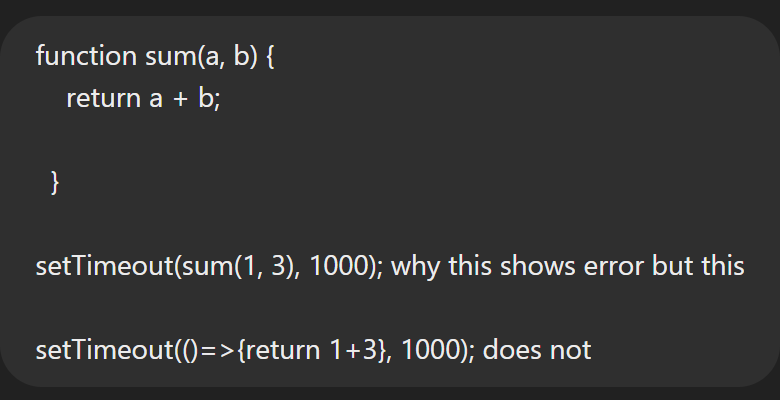 function sum(a, b) {
return a + b;
}
setTimeout(sum(1, 3), 1000); why this shows error but this
setTimeout(()=>{return 1+3}, 1000); does not